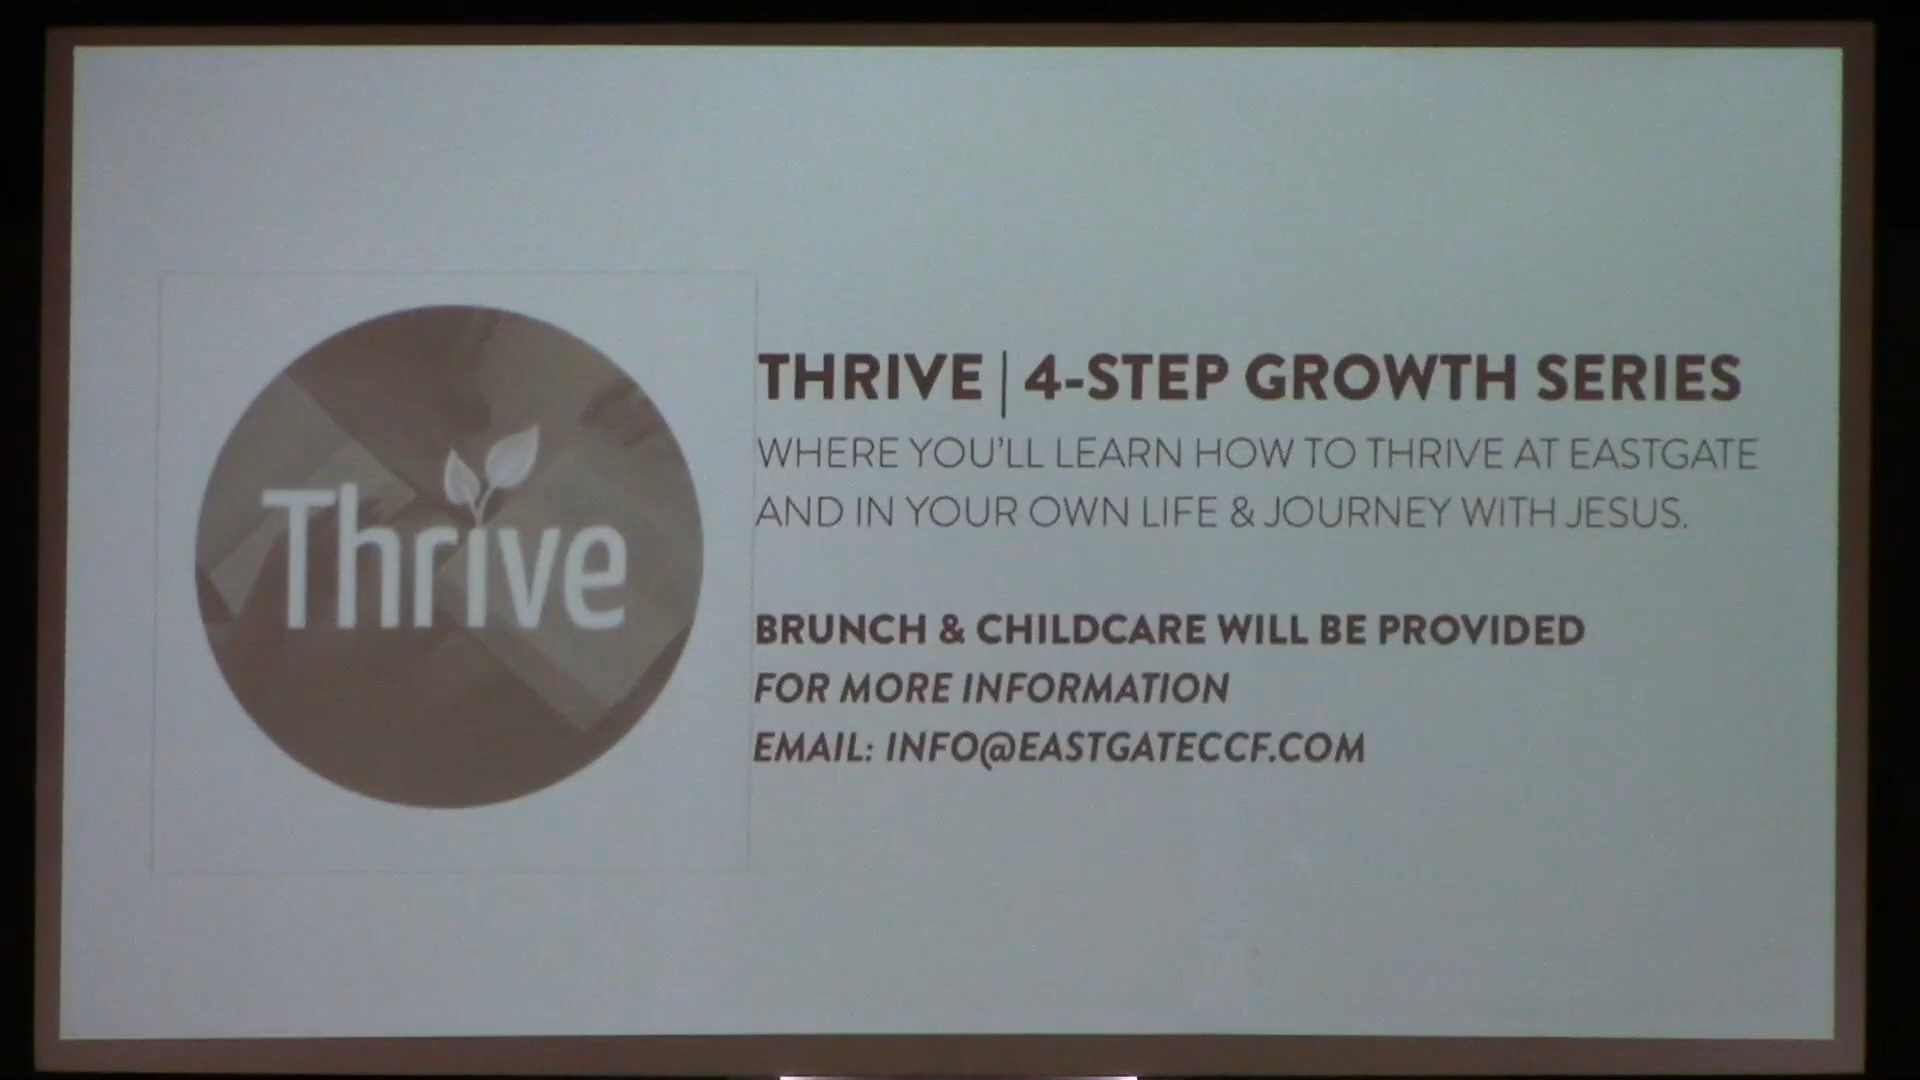 Thrive
THRIVE | 4-STEP GROWTH SERIES
WHERE YOU'LL LEARN HOW TO THRIVE AT EASTGATE
AND IN YOUR OWN LIFE & JOURNEY WITH JESUS.
BRUNCH & CHILDCARE WILL BE PROVIDED
FOR MORE INFORMATION
EMAIL: INFO@EASTGATECCF.COM